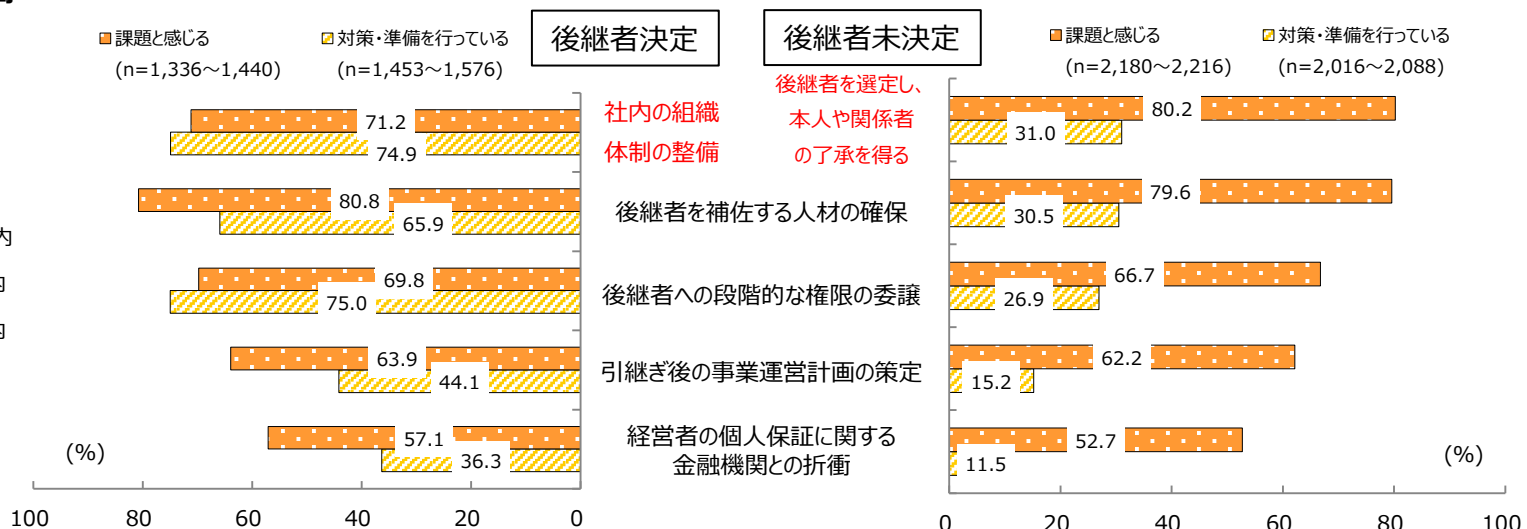 後継者決定
後継者未決定
課題と感じる
対策・準備を行っている
(n=1,336～1,440)
(n=1,453～1,576)
課題と感じる
対策・準備を行っている
(n=2,180～2,216)
(n=2,016～2,088)
社内の組織
体制の整備
後継者を選定し、
本人や関係者
の了承を得る
71.2
74.9
80.2
31.0
後継者を補佐する人材の確保
80.8
65.9
79.6
30.5
内
後継者への段階的な権限の委譲
69.8
75.0
66.7
26.9
引継ぎ後の事業運営計画の策定
63.9
44.1
62.2
15.2
経営者の個人保証に関する
金融機関との折衝
57.1
36.3
52.7
11.5
(%)
(%)
100 80 60 40 20 0
0 20 40 60 80 100